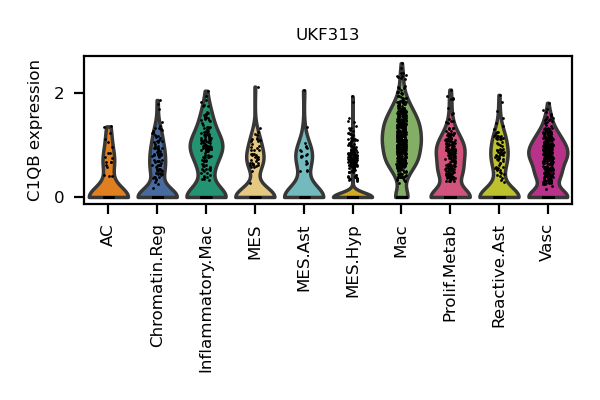 UKF313
C1QB expression
2
0
AC
Chromatin.Reg
Inflammatory.Mac
MES
MES.Ast
MES.Hyp
Mac
Prolif.Metab
Reactive.Ast
Vasc